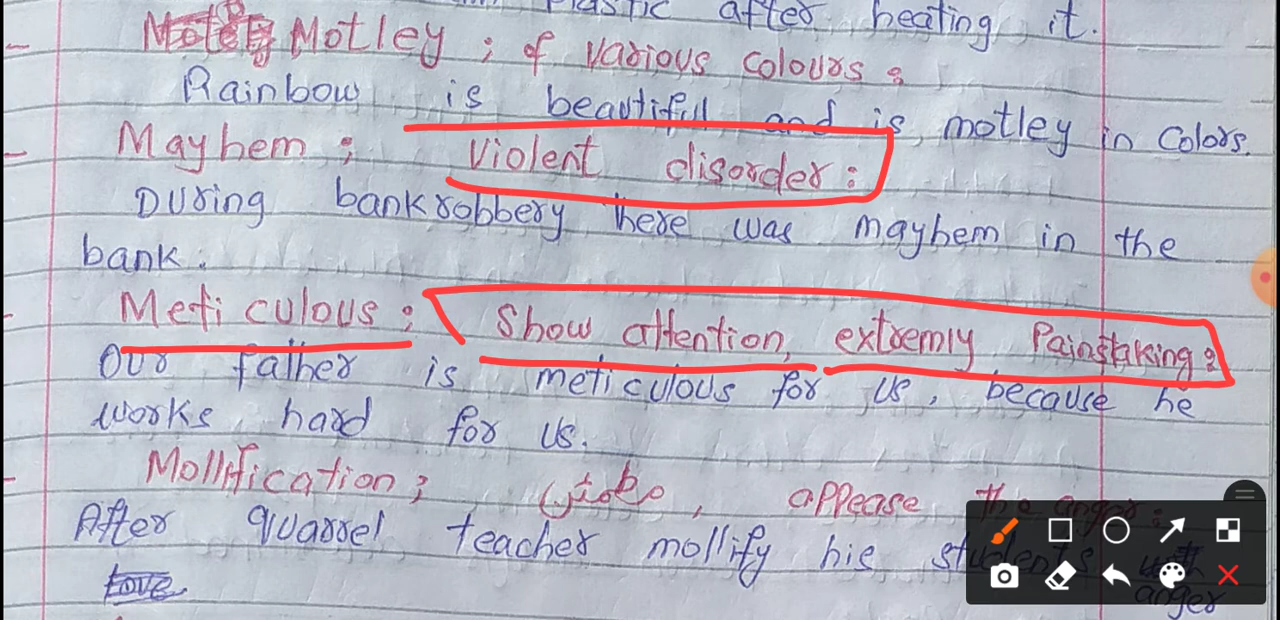 Plastic after heating it.
Motley ; of various colours :
Rainbow is beautiful and is motley in Colors.
Mayhem ; Violent disorder :
During bank robbery there was mayhem in the
bank.
Meticulous : Show attention, extremly Painstaking :
Our father is meticulous for us, because he
works hard for us.
Mollification ; appease the anger :
After quarrel teacher mollify his students
Love anger